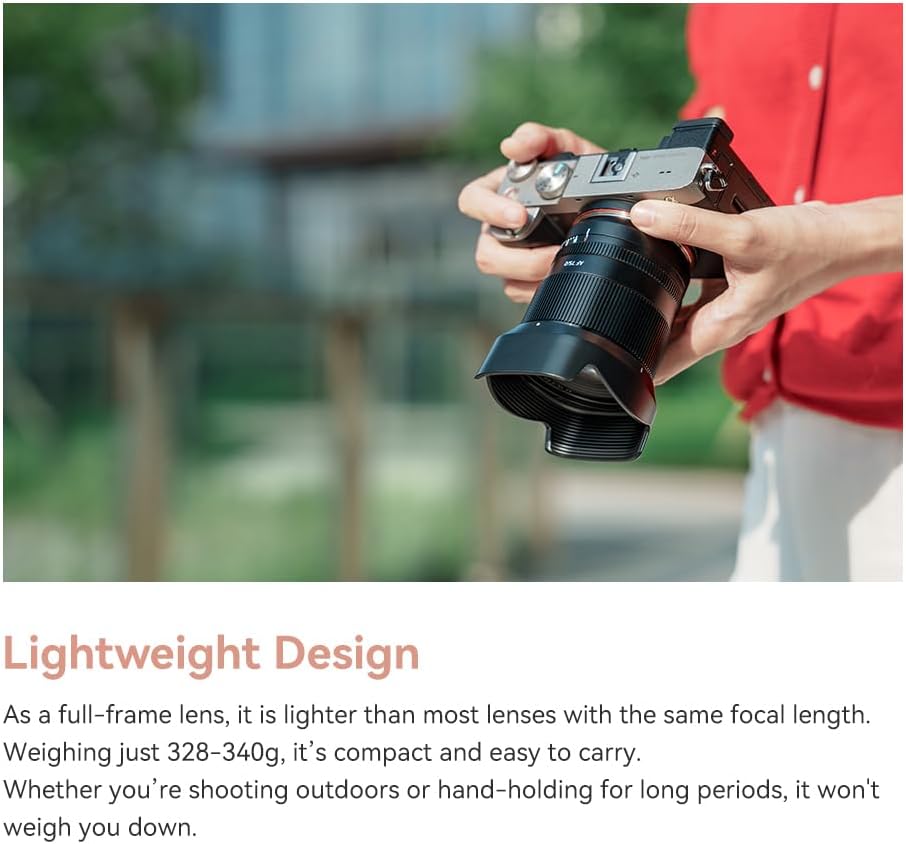 Lightweight Design
As a full-frame lens, it is lighter than most lenses with the same focal length.
Weighing just 328-340g, it’s compact and easy to carry.
Whether you’re shooting outdoors or hand-holding for long periods, it won't
weigh you down.